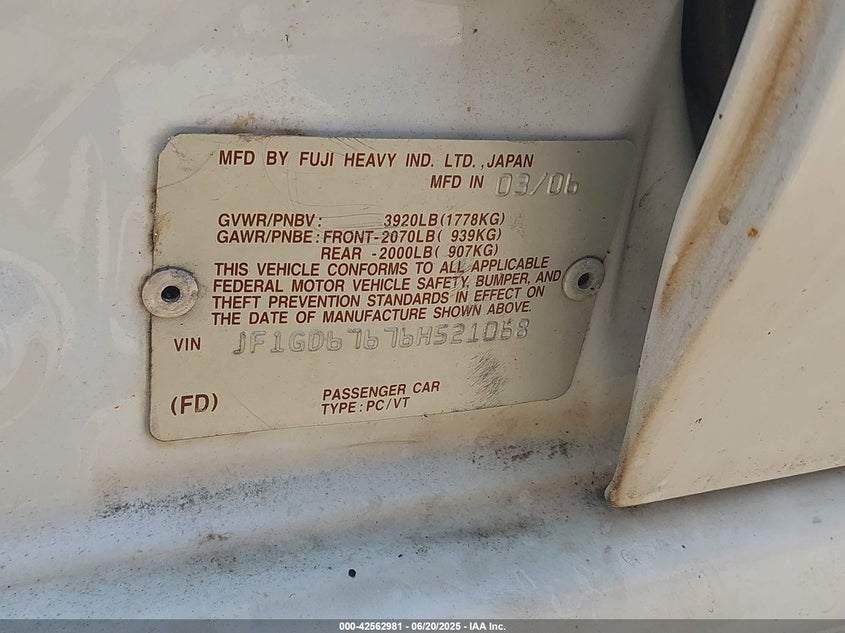 MFD BY FUJI HEAVY IND. LTD., JAPAN
MFD IN 03/06
GVWR/PNBV: 3920LB(1778KG)
GAWR/PNBE: FRONT-2070LB( 939KG)
REAR -2000LB( 907KG)
THIS VEHICLE CONFORMS TO ALL APPLICABLE
FEDERAL MOTOR VEHICLE SAFETY, BUMPER, AND
THEFT PREVENTION STANDARDS IN EFFECT ON
THE DATE OF MANUFACTURE SHOWN ABOVE.
VIN JF1GD67676H521068
(FD) PASSENGER CAR
TYPE: PC/VT
000-42562981 - 06/20/2025 - IAA Inc.